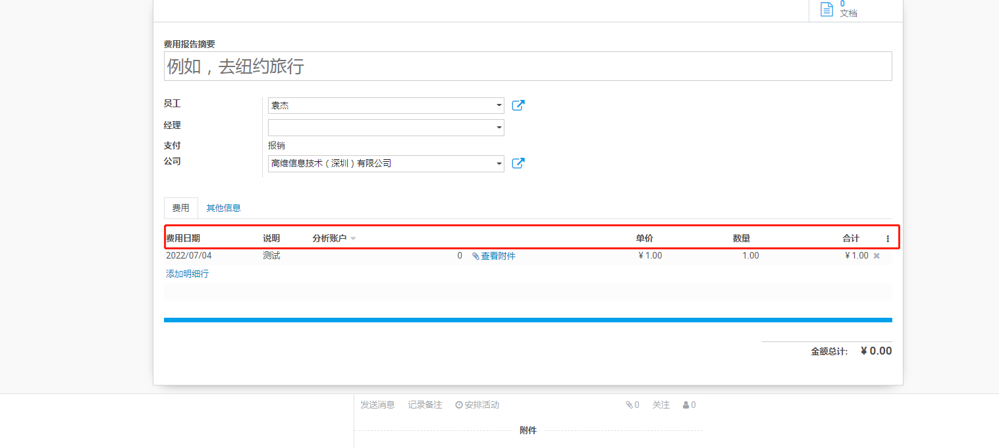 0
文档
费用报告摘要
例如，去纽约旅行
员工 袁杰
经理
支付 报销
公司 高维信息技术（深圳）有限公司
费用 其他信息
费用日期 说明 分析账户 单价 数量 合计
2022/07/04 测试 0 查看附件 ¥ 1.00 1.00 ¥ 1.00
添加明细行
金额总计: ¥ 0.00
发送消息 记录备注 安排活动 0 关注 0
附件